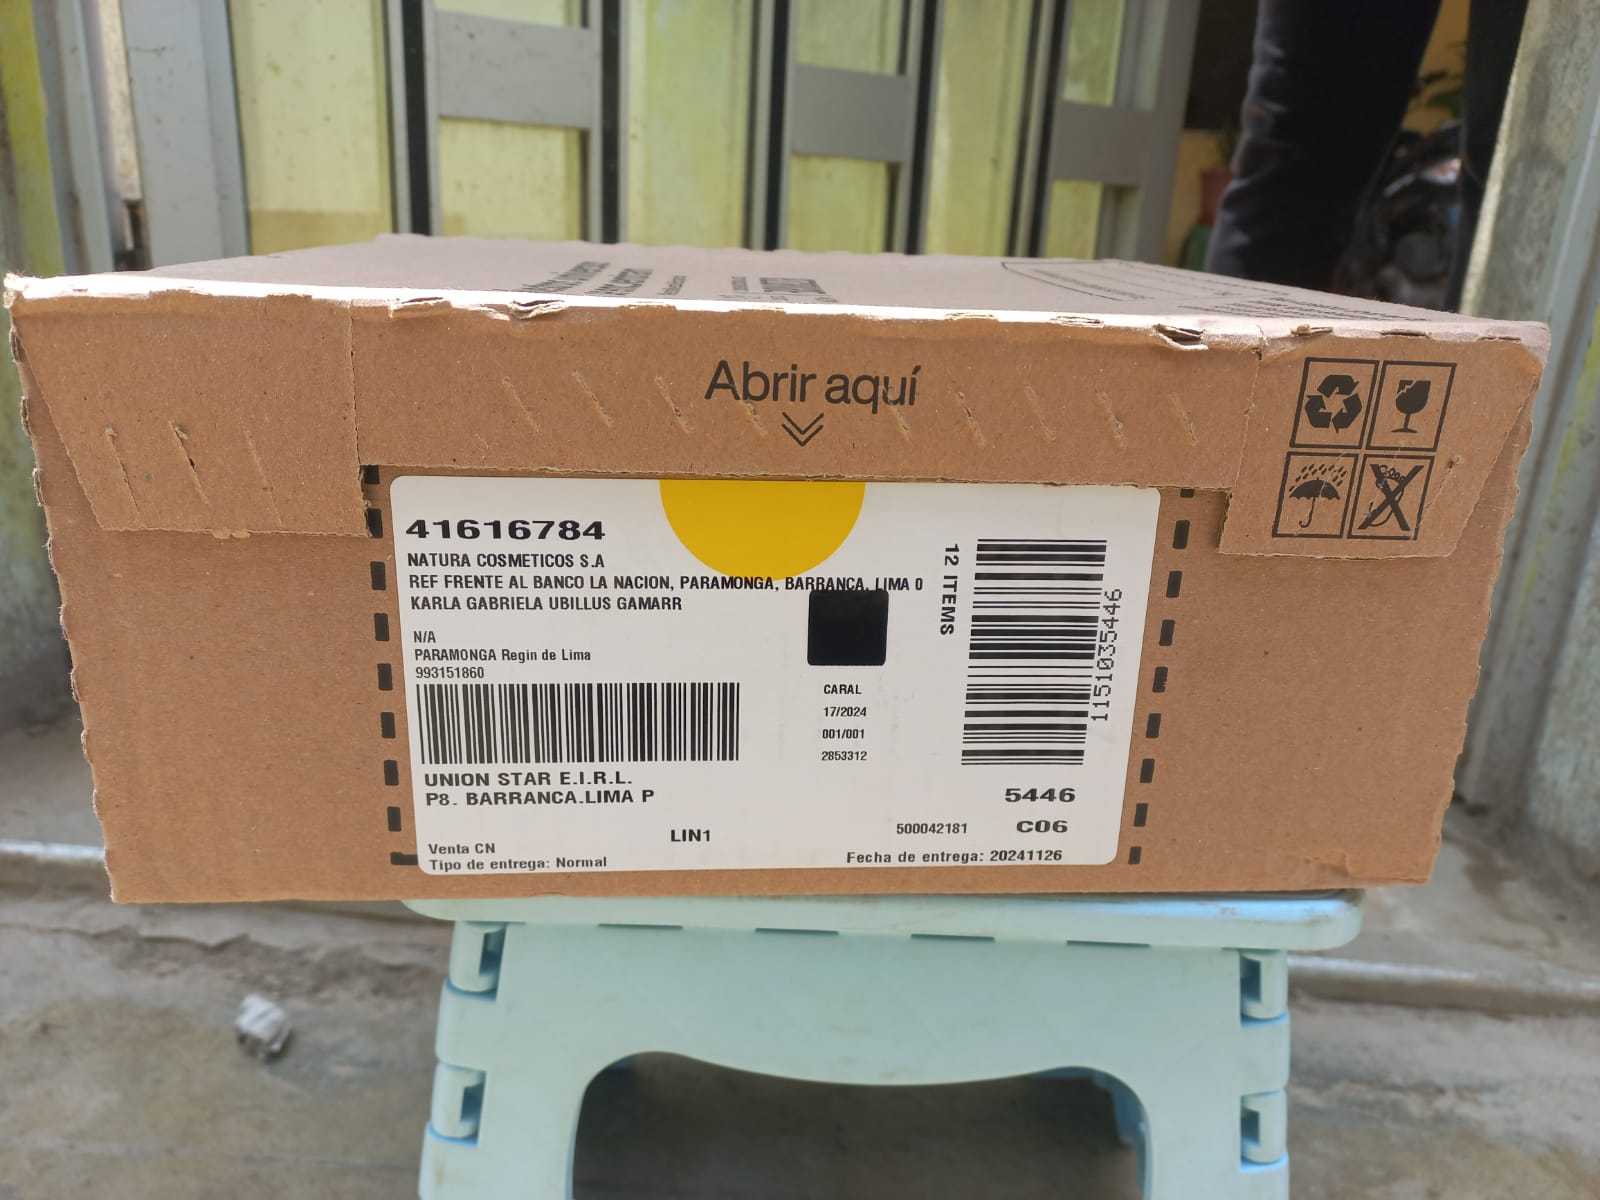 Abrir aquí
41616784
NATURA COSMETICOS S.A
REF FRENTE AL BANCO LA NACION, PARAMONGA, BARRANCA, LIMA 0
KARLA GABRIELA UBILLUS GAMARR
N/A
PARAMONGA Regin de Lima
993151860
12 ITEMS
1151035446
CARAL
17/2024
001/001
2853312
UNION STAR E.I.R.L.
P8. BARRANCA.LIMA P
LIN1
5446
500042181
C06
Venta CN
Tipo de entrega: Normal
Fecha de entrega: 20241126